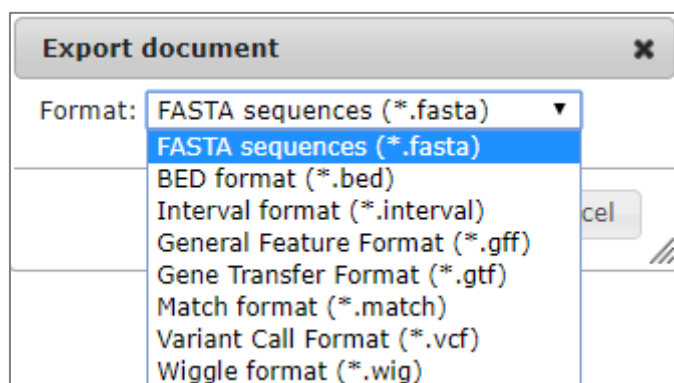 Export document
Format: FASTA sequences (*.fasta)
FASTA sequences (*.fasta)
BED format (*.bed)
Interval format (*.interval)
General Feature Format (*.gff)
Gene Transfer Format (*.gtf)
Match format (*.match)
Variant Call Format (*.vcf)
Wiggle format (*.wig)
cel